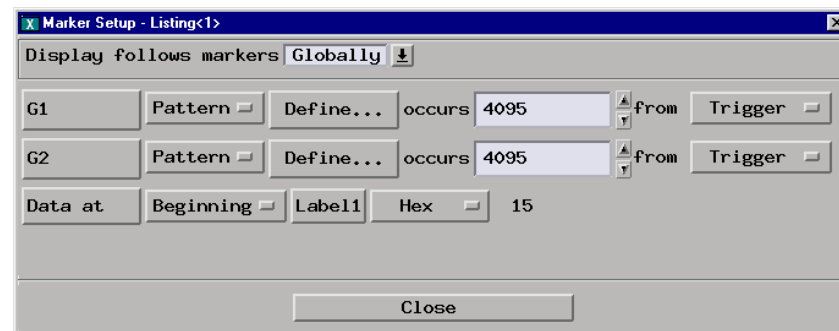 X Marker Setup - Listing<1>
Display follows markers Globally
G1 Pattern Define... occurs 4095 from Trigger
G2 Pattern Define... occurs 4095 from Trigger
Data at Beginning Label1 Hex 15
Close